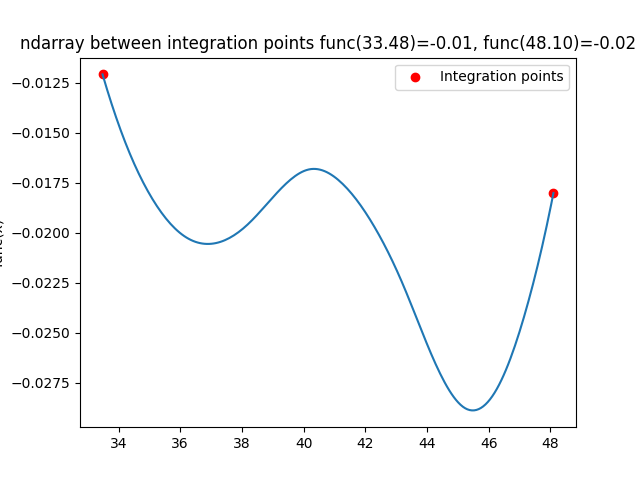 ndarray between integration points func(33.48)=-0.01, func(48.10)=-0.02
Integration points
−0.0125
−0.0150
−0.0175
−0.0200
−0.0225
−0.0250
−0.0275
34 36 38 40 42 44 46 48